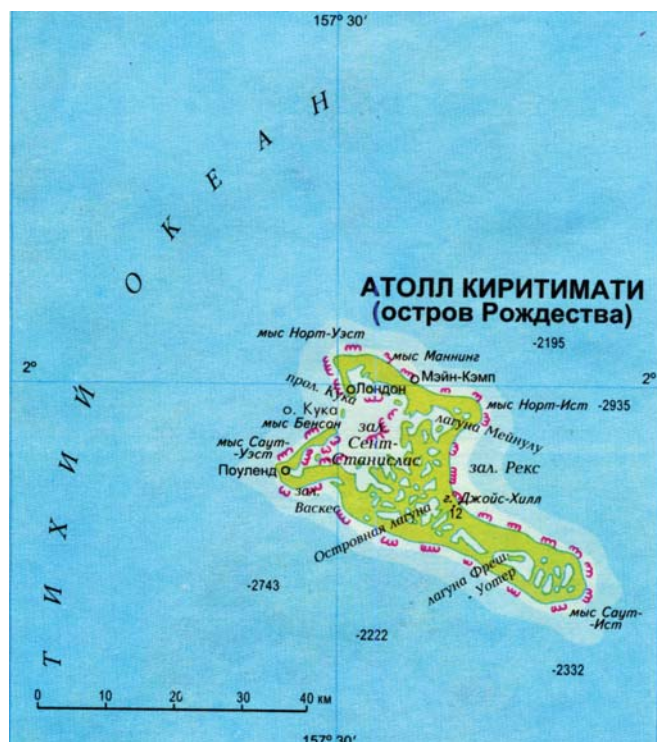 157° 30'
ТИХИЙ ОКЕАН
АТОЛЛ КИРИТИМАТИ
(остров Рождества)
мыс Норт-Уэст
-2195
мыс Маннинг
2°
2°
Мэйн-Кэмп
прол. Кука
Лондон
мыс Норт-Ист
-2935
о. Кука
мыс Бенсон
лагуна Мейнулу
зал.
Сент-
-Станислас
мыс Саут-
-Уэст
Поуленд
зал. Рекс
зал.
Васкес
г. Джойс-Хилл
12
Островная лагуна
лагуна Фреш-
-Уотер
мыс Саут-
-Ист
-2743
-2222
-2332
0 10 20 30 40 км
157° 30'